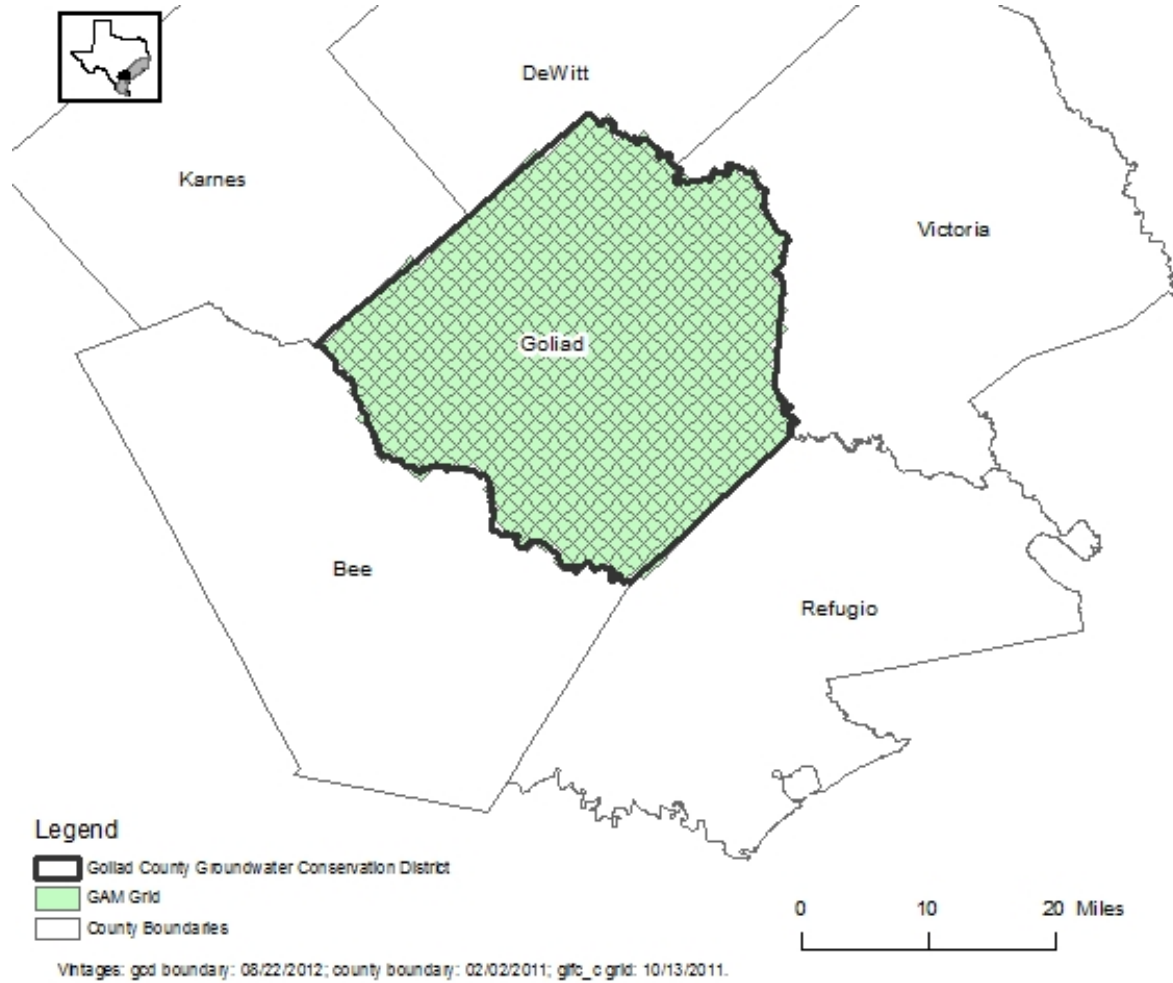 DeWitt
Karnes
Victoria
Goliad
Bee
Refugio
Legend
Goliad County Groundwater Conservation District
GAM Grid
County Boundaries
0 10 20 Miles
Vintages: gcd boundary: 08/22/2012; county boundary: 02/02/2011; glfc_c grid: 10/13/2011.